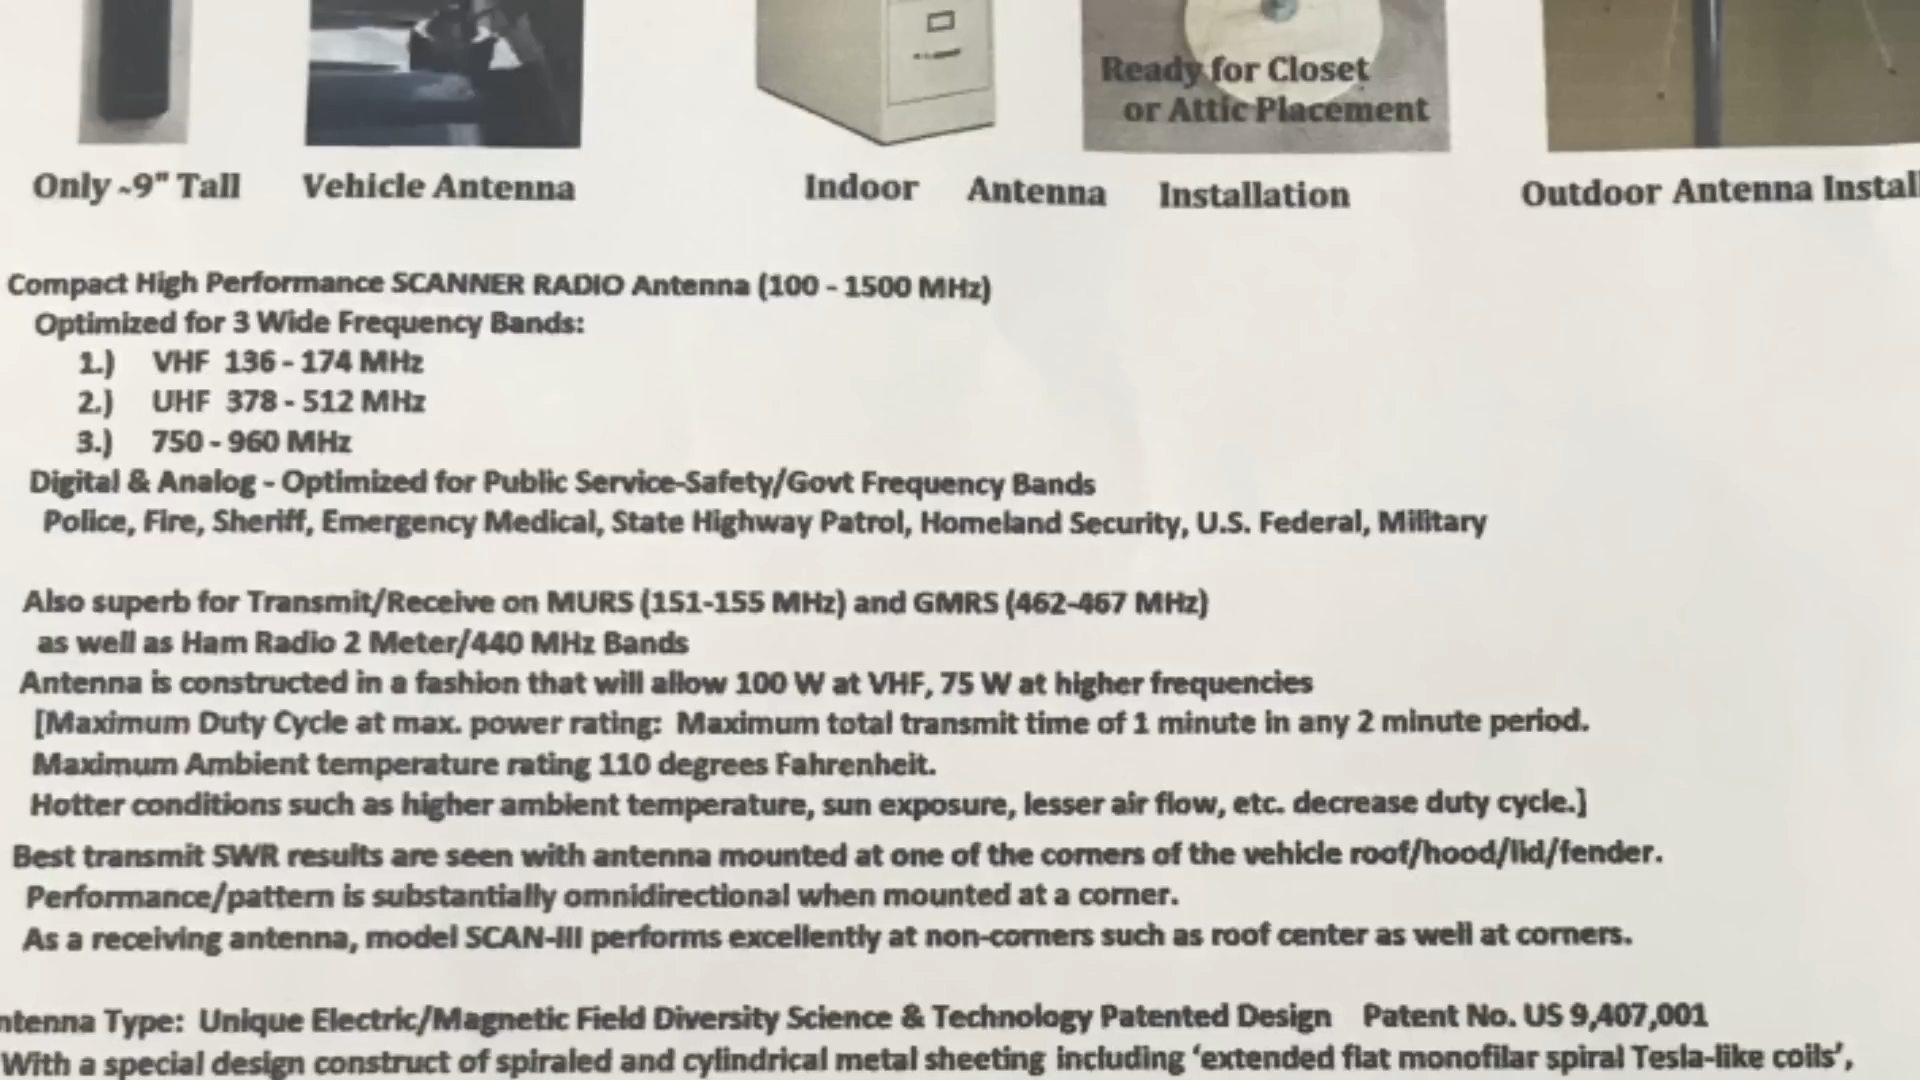 Ready for Closet
or Attic Placement
Only ~9" Tall
Vehicle Antenna
Indoor Antenna Installation
Outdoor Antenna Install
Compact High Performance SCANNER RADIO Antenna (100 - 1500 MHz)
Optimized for 3 Wide Frequency Bands:
1.) VHF 136 - 174 MHz
2.) UHF 378 - 512 MHz
3.) 750 - 960 MHz
Digital & Analog - Optimized for Public Service-Safety/Govt Frequency Bands
Police, Fire, Sheriff, Emergency Medical, State Highway Patrol, Homeland Security, U.S. Federal, Military
Also superb for Transmit/Receive on MURS (151-155 MHz) and GMRS (462-467 MHz)
as well as Ham Radio 2 Meter/440 MHz Bands
Antenna is constructed in a fashion that will allow 100 W at VHF, 75 W at higher frequencies
[Maximum Duty Cycle at max. power rating: Maximum total transmit time of 1 minute in any 2 minute period.
Maximum Ambient temperature rating 110 degrees Fahrenheit.
Hotter conditions such as higher ambient temperature, sun exposure, lesser air flow, etc. decrease duty cycle.]
Best transmit SWR results are seen with antenna mounted at one of the corners of the vehicle roof/hood/lid/fender.
Performance/pattern is substantially omnidirectional when mounted at a corner.
As a receiving antenna, model SCAN-III performs excellently at non-corners such as roof center as well at corners.
ntenna Type: Unique Electric/Magnetic Field Diversity Science & Technology Patented Design Patent No. US 9,407,001
With a special design construct of spiraled and cylindrical metal sheeting including ‘extended flat monofilar spiral Tesla-like coils’,